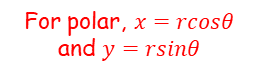 For polar, x = rcosθ
and y = rsinθ